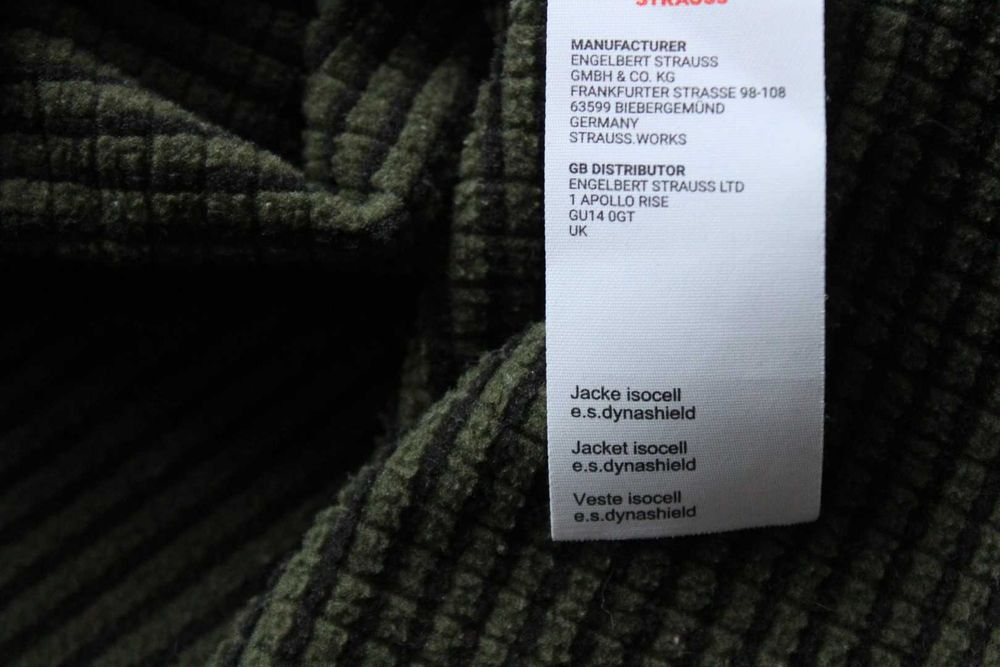 STRAUSS
MANUFACTURER
ENGELBERT STRAUSS
GMBH & CO. KG
FRANKFURTER STRASSE 98-108
63599 BIEBERGEMÜND
GERMANY
STRAUSS.WORKS
GB DISTRIBUTOR
ENGELBERT STRAUSS LTD
1 APOLLO RISE
GU14 0GT
UK
Jacke isocell
e.s.dynashield
Jacket isocell
e.s.dynashield
Veste isocell
e.s.dynashield